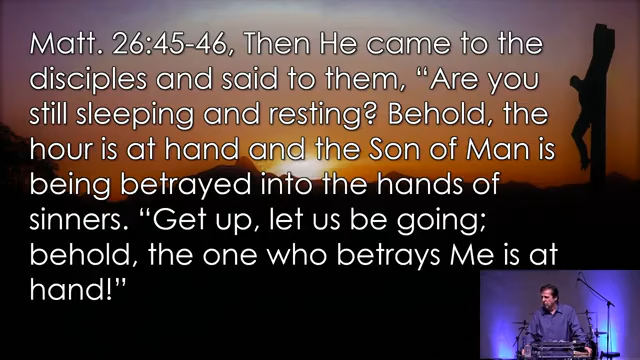 Matt. 26:45-46, Then He came to the
disciples and said to them, “Are you
still sleeping and resting? Behold, the
hour is at hand and the Son of Man is
being betrayed into the hands of
sinners. “Get up, let us be going;
behold, the one who betrays Me is at
hand!”